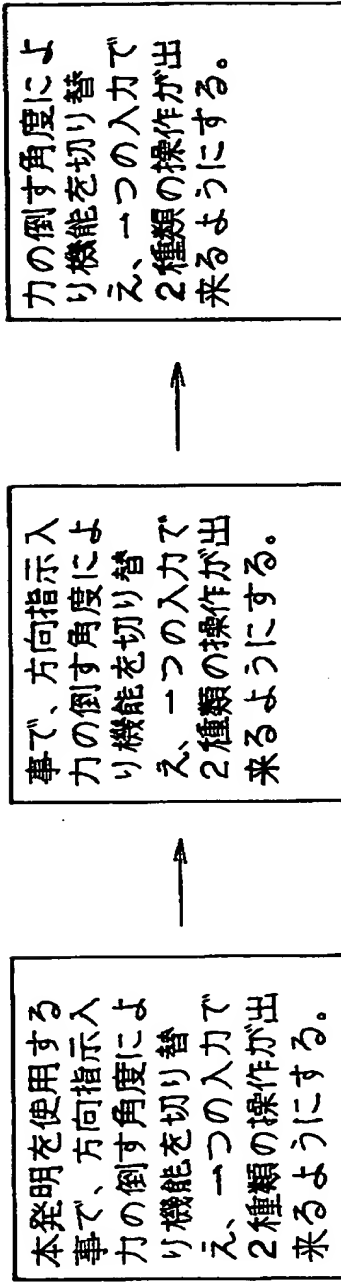 本発明を使用する
事で、方向指示入
力の倒す角度によ
り機能を切り替
え、一つの入力で
2種類の操作が出
来るようにする。
事で、方向指示入
力の倒す角度によ
り機能を切り替
え、一つの入力で
2種類の操作が出
来るようにする。
力の倒す角度によ
り機能を切り替
え、一つの入力で
2種類の操作が出
来るようにする。